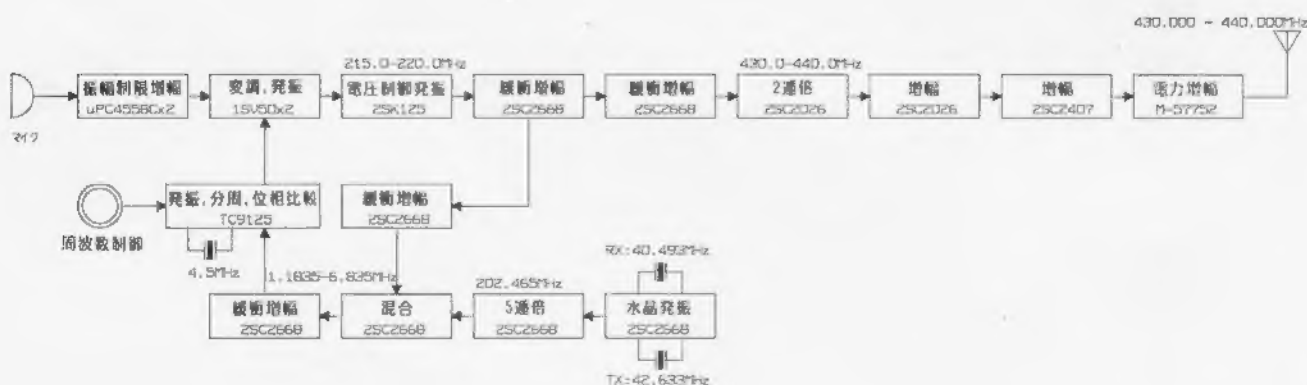 430.000 ~ 440.000MHz
215.0-220.0MHz
430.0-440.0MHz
マイク
振幅制限増幅
uPC4558Cx2
変調,発振
1SV50x2
電圧制御発振
2SK125
緩衝増幅
2SC2668
緩衝増幅
2SC2668
2逓倍
2SC2026
増幅
2SC2026
増幅
2SC2407
電力増幅
M-57752
周波数制御
発振,分周,位相比較
TC9125
4.5MHz
緩衝増幅
2SC2668
1.1835-6.835MHz
緩衝増幅
2SC2668
混合
2SC2668
202.465MHz
5逓倍
2SC2668
RX:40.493MHz
水晶発振
2SC2668
TX:42.633MHz